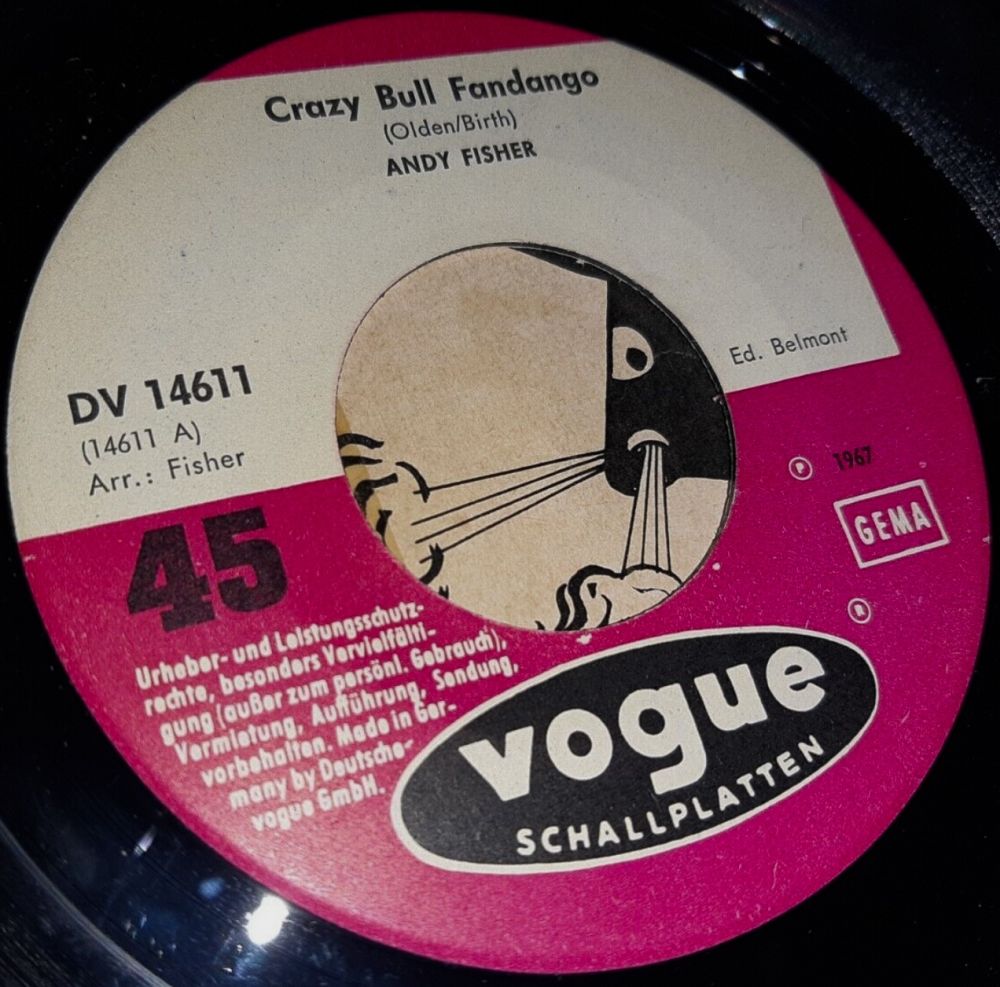 Crazy Bull Fandango
(Olden/Birth)
ANDY FISHER
Ed. Belmont
DV 14611
(14611 A)
Arr.: Fisher
45
Ⓟ 1967
GEMA
®
Urheber- und Leistungsschutz-
rechte, besonders Vervielfälti-
gung (außer zum persönl. Gebrauch),
Vermietung, Aufführung, Sendung,
vorbehalten. Made in Ger-
many by Deutsche-
vogue GmbH.
vogue
SCHALLPLATTEN